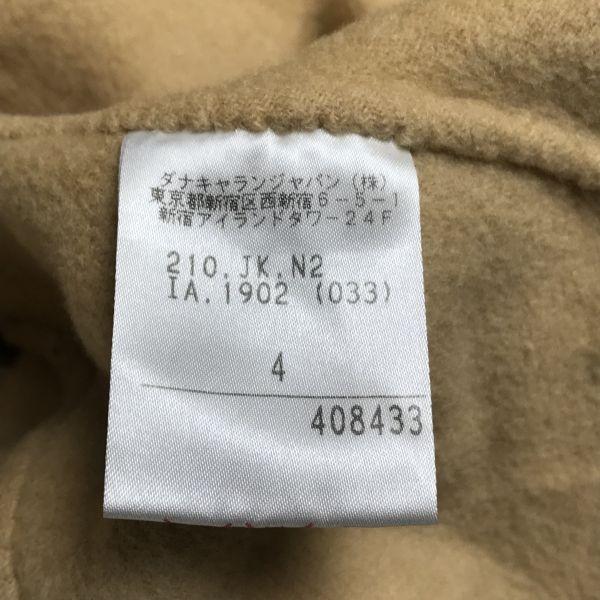 ダナキャランジャパン(株)
東京都新宿区西新宿6-5-1
新宿アイランドタワー24F
210.JK.N2
IA.1902 (033)
4
408433